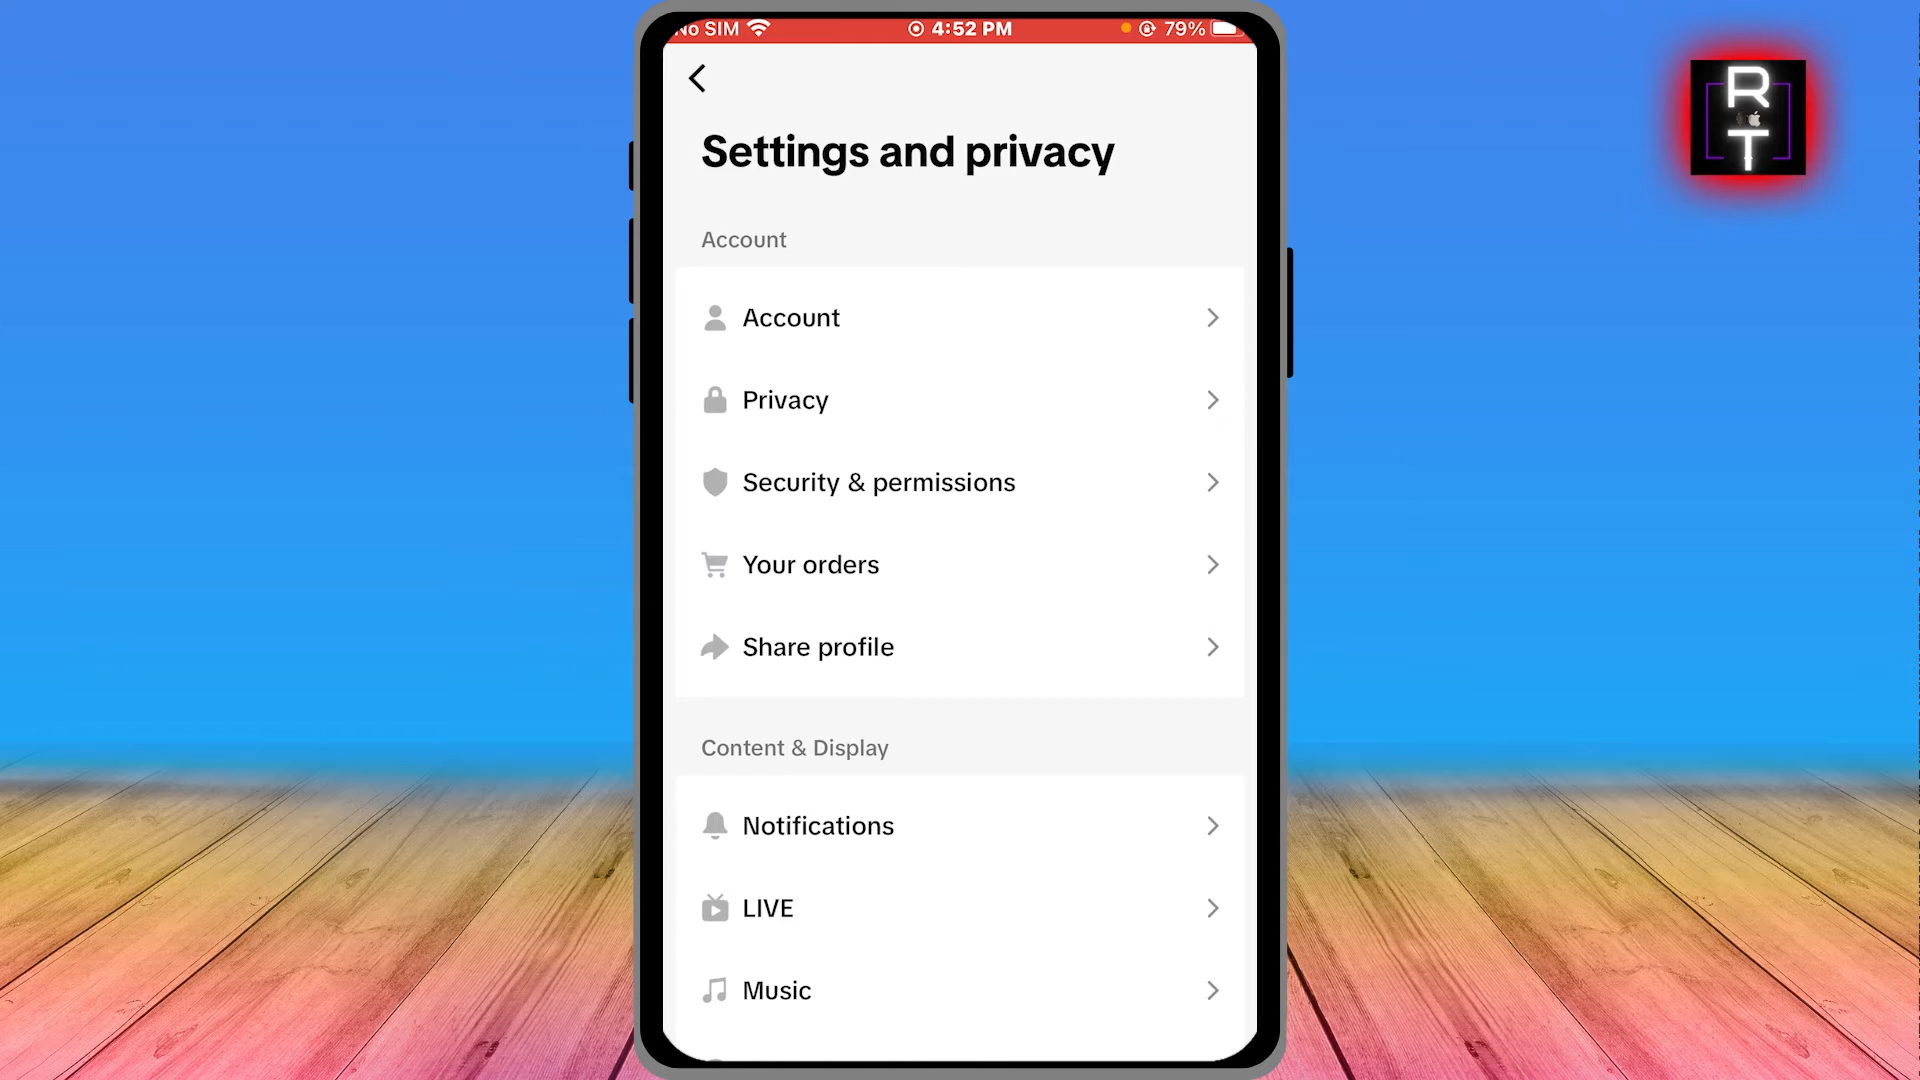 No SIM 4:52 PM 79%
R
T
Settings and privacy
Account
Account
Privacy
Security & permissions
Your orders
Share profile
Content & Display
Notifications
LIVE
Music